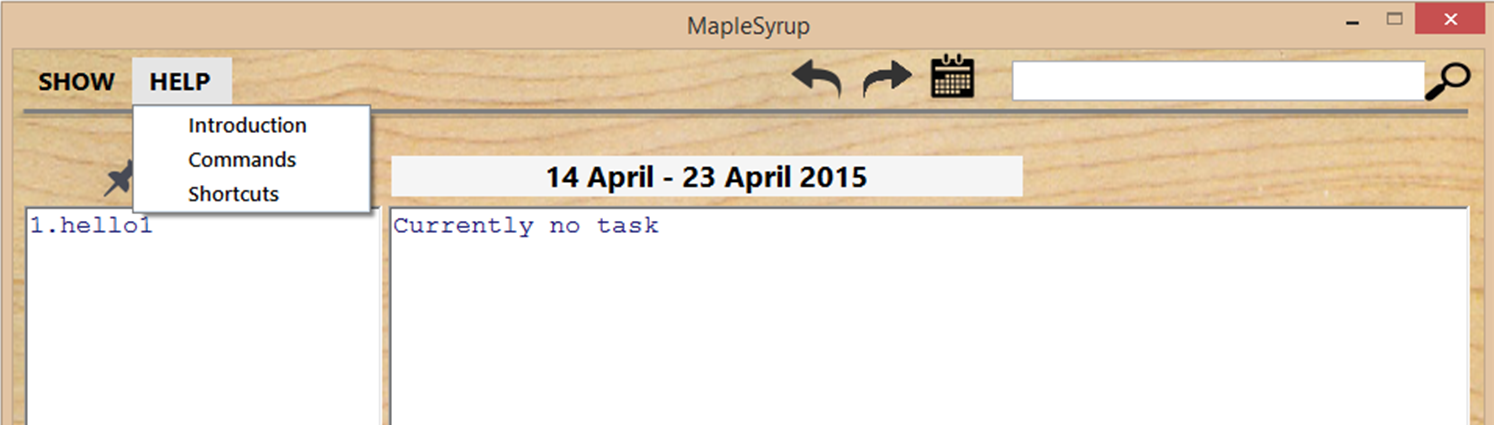 MapleSyrup
SHOW HELP
Introduction
Commands
Shortcuts
14 April - 23 April 2015
1.hello1
Currently no task